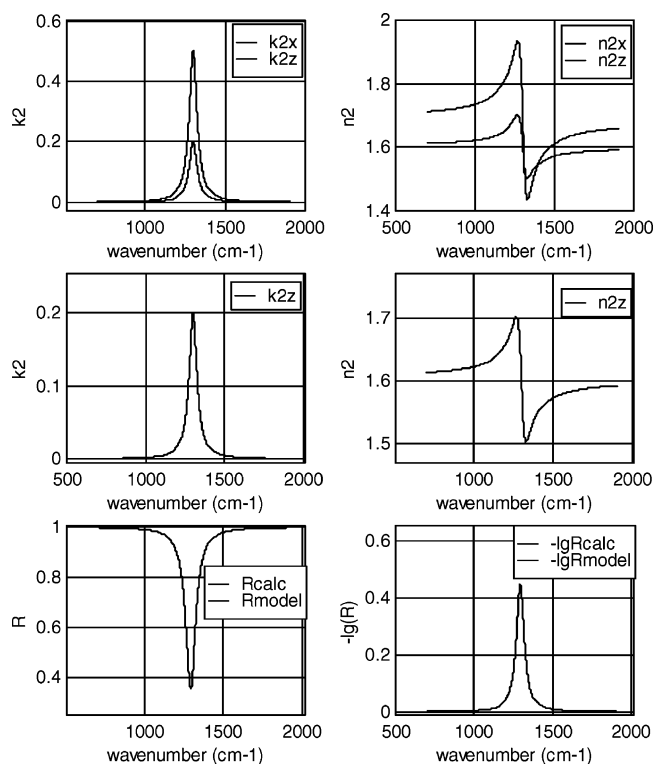 0.6
k2x
k2z
0.4
k2
0.2
0
1000 1500 2000
wavenumber (cm-1)
2
n2x
n2z
1.8
n2
1.6
1.4
500 1000 1500 2000
wavenumber (cm-1)
k2z
0.2
k2
0.1
0
500 1000 1500 2000
wavenumber (cm-1)
n2z
1.7
n2
1.6
1.5
500 1000 1500 2000
wavenumber (cm-1)
1
0.8
Rcalc
Rmodel
R
0.6
0.4
1000 1500 2000
wavenumber (cm-1)
0.6
-lgRcalc
-lgRmodel
0.4
-lg(R)
0.2
0
500 1000 1500 2000
wavenumber (cm-1)